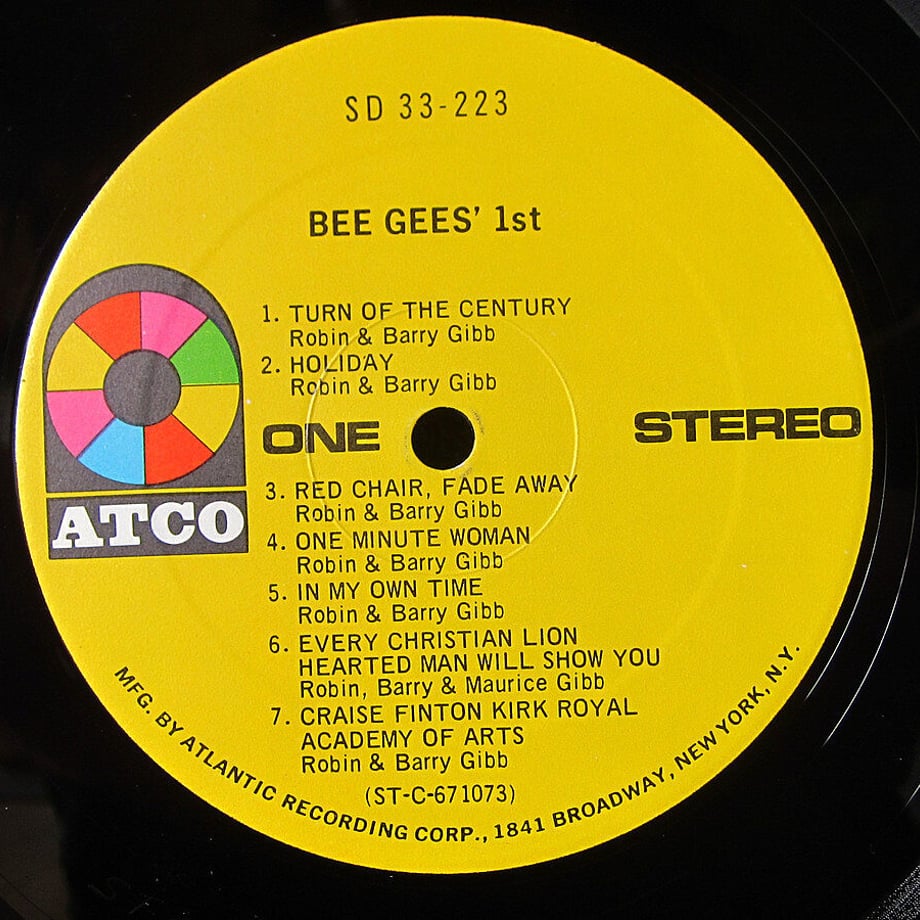 SD 33-223
BEE GEES' 1st
1. TURN OF THE CENTURY
Robin & Barry Gibb
2. HOLIDAY
Robin & Barry Gibb
ONE
STEREO
ATCO
3. RED CHAIR, FADE AWAY
Robin & Barry Gibb
4. ONE MINUTE WOMAN
Robin & Barry Gibb
5. IN MY OWN TIME
Robin & Barry Gibb
6. EVERY CHRISTIAN LION
HEARTED MAN WILL SHOW YOU
Robin, Barry & Maurice Gibb
7. CRAISE FINTON KIRK ROYAL
ACADEMY OF ARTS
Robin & Barry Gibb
(ST-C-671073)
MFG. BY ATLANTIC RECORDING CORP., 1841 BROADWAY, NEW YORK, N.Y.